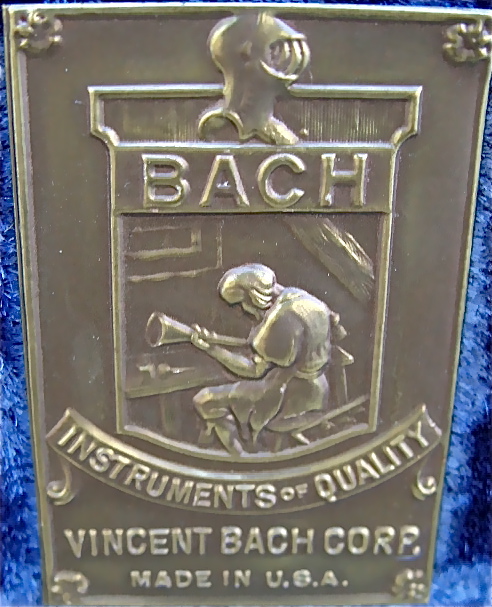 BACH
INSTRUMENTS OF QUALITY
VINCENT BACH CORP.
MADE IN U.S.A.